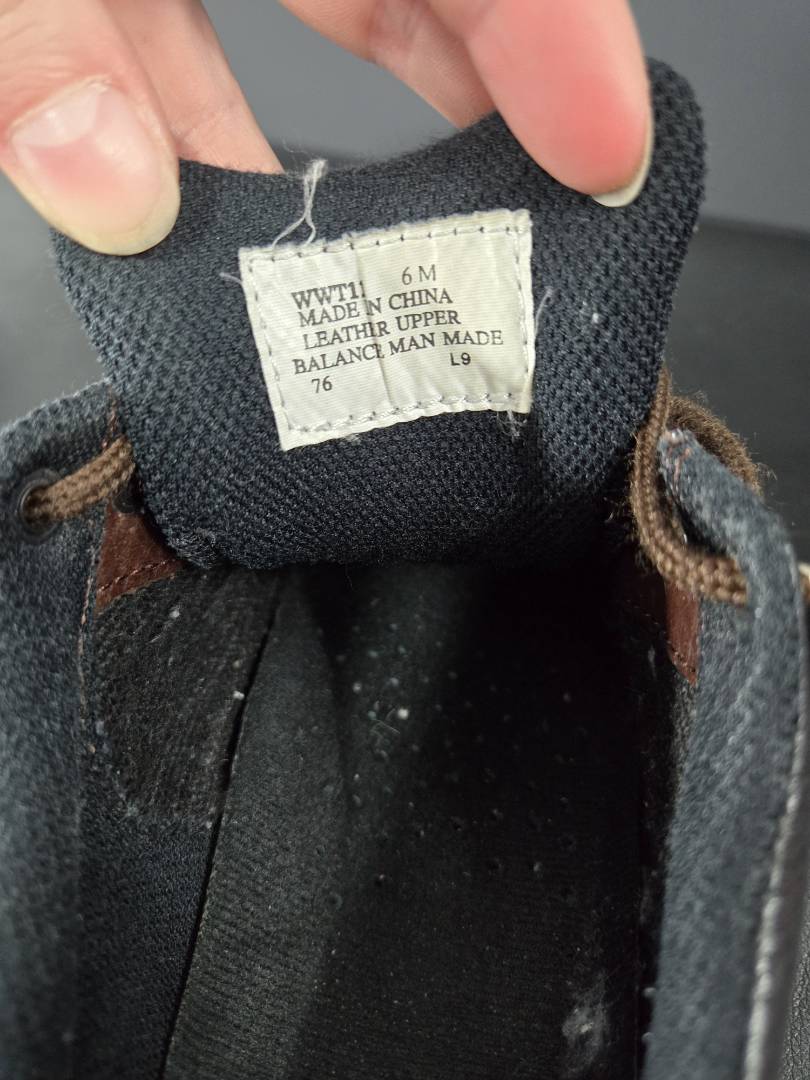 WWT11 6 M
MADE IN CHINA
LEATHER UPPER
BALANCE MAN MADE
76 L9